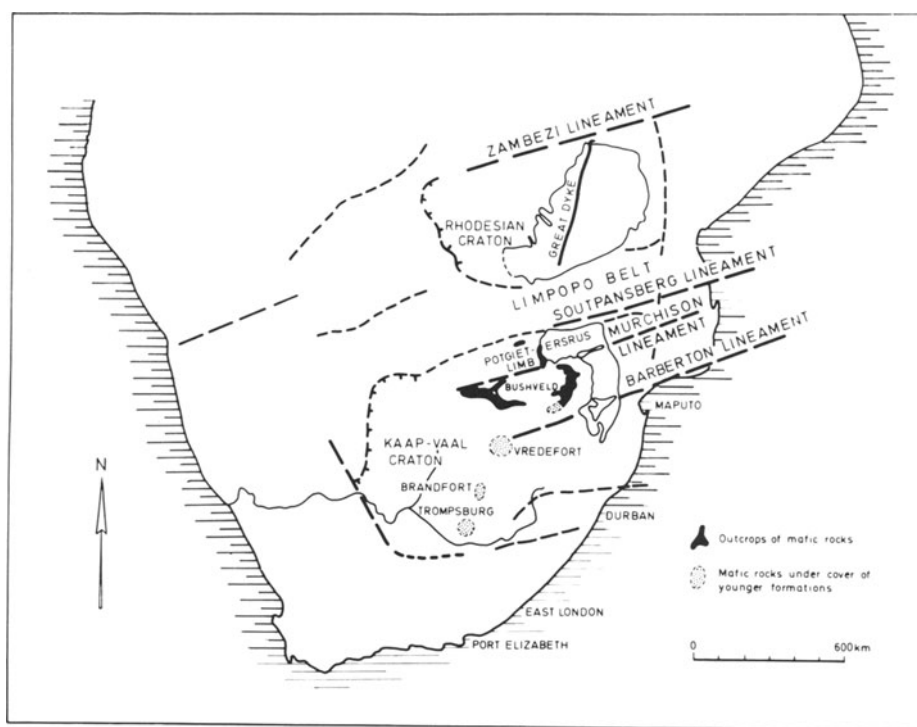 ZAMBEZI LINEAMENT
RHODESIAN
CRATON
GREAT DYKE
LIMPOPO BELT
SOUTPANSBERG LINEAMENT
MURCHISON
LINEAMENT
POTGIET-
ERSRUS
LIMB
BARBERTON LINEAMENT
BUSHVELD
MAPUTO
N
KAAP-VAAL
CRATON
VREDEFORT
BRANDFORT
TROMPSBURG
DURBAN
Outcrops of mafic rocks
Mafic rocks under cover of
younger formations
EAST LONDON
PORT ELIZABETH
0
600km